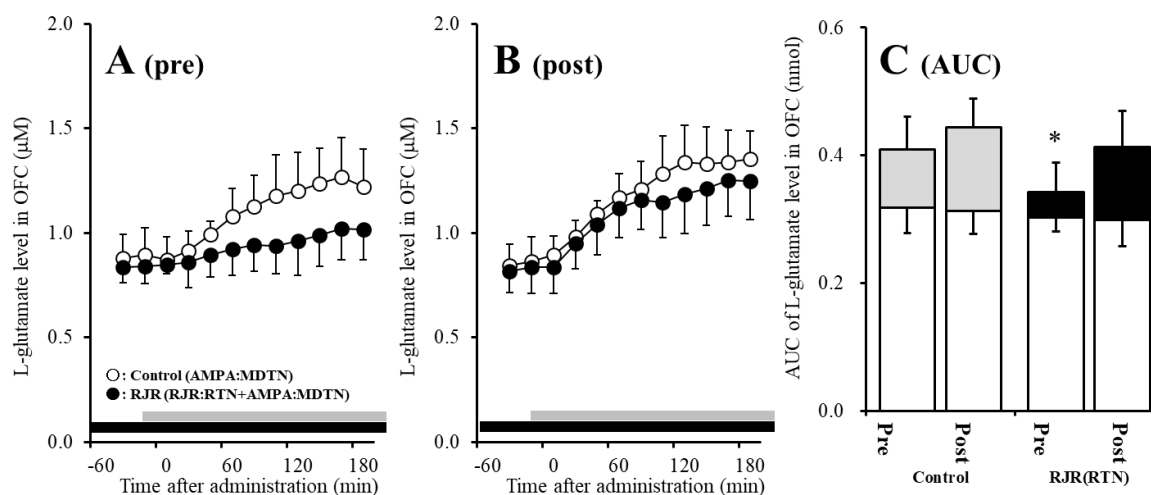 A (pre)
L-glutamate level in OFC (μM)
2.0
1.5
1.0
0.5
0.0
: Control (AMPA:MDTN)
: RJR (RJR:RTN+AMPA:MDTN)
-60 0 60 120 180
Time after administration (min)
B (post)
L-glutamate level in OFC (μM)
2.0
1.5
1.0
0.5
0.0
-60 0 60 120 180
Time after administration (min)
C (AUC)
AUC of L-glutamate level in OFC (nmol)
0.6
0.4
0.2
0.0
*
Pre
Post
Pre
Post
Control
RJR(RTN)